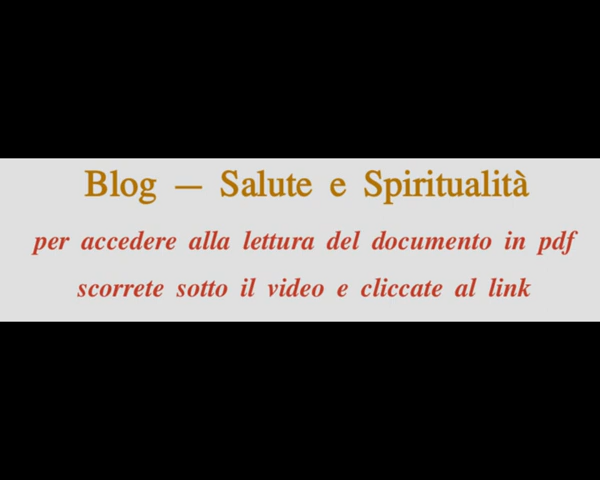 Blog — Salute e Spiritualità
per accedere alla lettura del documento in pdf
scorrete sotto il video e cliccate al link